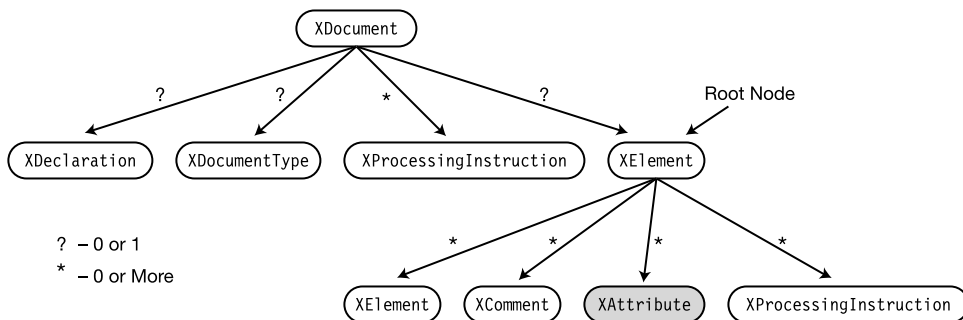 XDocument
? ? * ?
Root Node
XDeclaration XDocumentType XProcessingInstruction XElement
? – 0 or 1
* – 0 or More
* * * *
XElement XComment XAttribute XProcessingInstruction